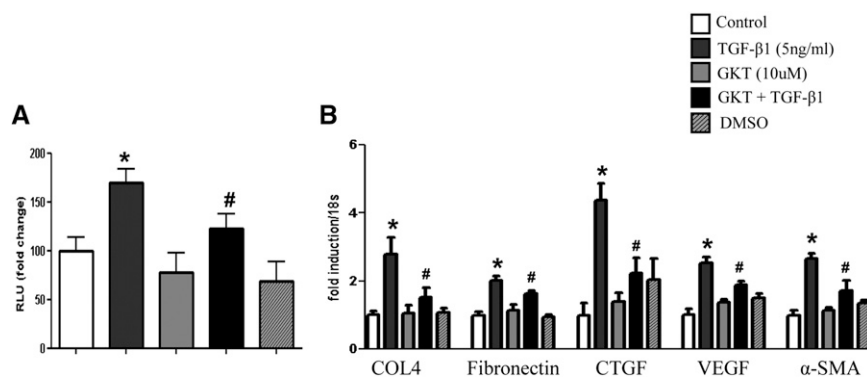 Control
TGF-β1 (5ng/ml)
GKT (10uM)
GKT + TGF-β1
DMSO
A
B
RLU (fold change)
200
150
100
50
0
*
#
fold induction/18s
6
4
2
0
*
#
*
#
*
#
*
#
*
#
COL4
Fibronectin
CTGF
VEGF
α-SMA